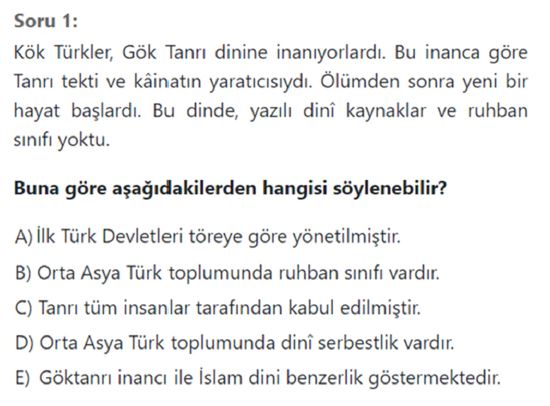 Soru 1:
Kök Türkler, Gök Tanrı dinine inanıyorlardı. Bu inanca göre
Tanrı tekti ve kâinatın yaratıcısıydı. Ölümden sonra yeni bir
hayat başlardı. Bu dinde, yazılı dinî kaynaklar ve ruhban
sınıfı yoktu.
Buna göre aşağıdakilerden hangisi söylenebilir?
A) İlk Türk Devletleri töreye göre yönetilmiştir.
B) Orta Asya Türk toplumunda ruhban sınıfı vardır.
C) Tanrı tüm insanlar tarafından kabul edilmiştir.
D) Orta Asya Türk toplumunda dinî serbestlik vardır.
E) Göktanrı inancı ile İslam dini benzerlik göstermektedir.